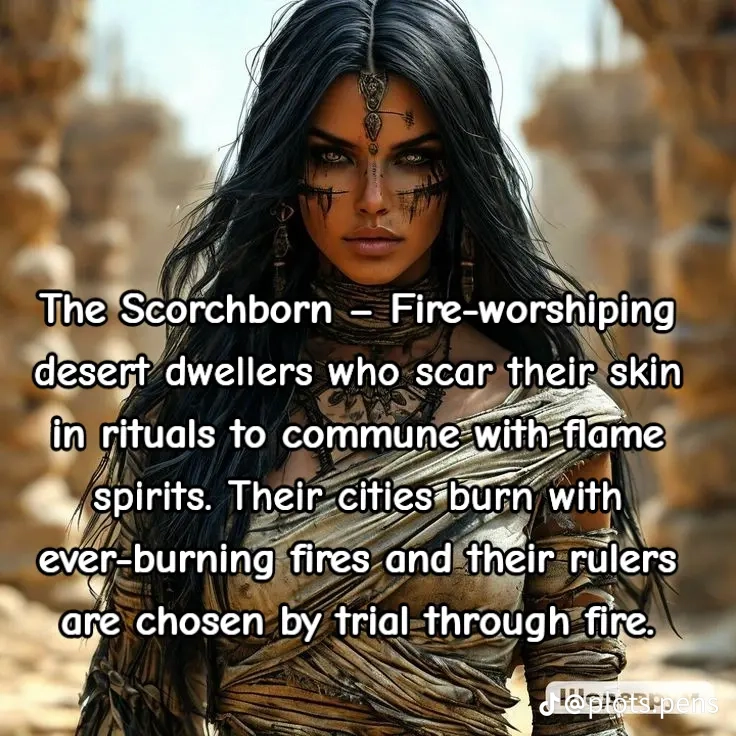 The Scorchborn – Fire-worshiping
desert dwellers who scar their skin
in rituals to commune with flame
spirits. Their cities burn with
ever-burning fires and their rulers
are chosen by trial through fire.
@plots.pens